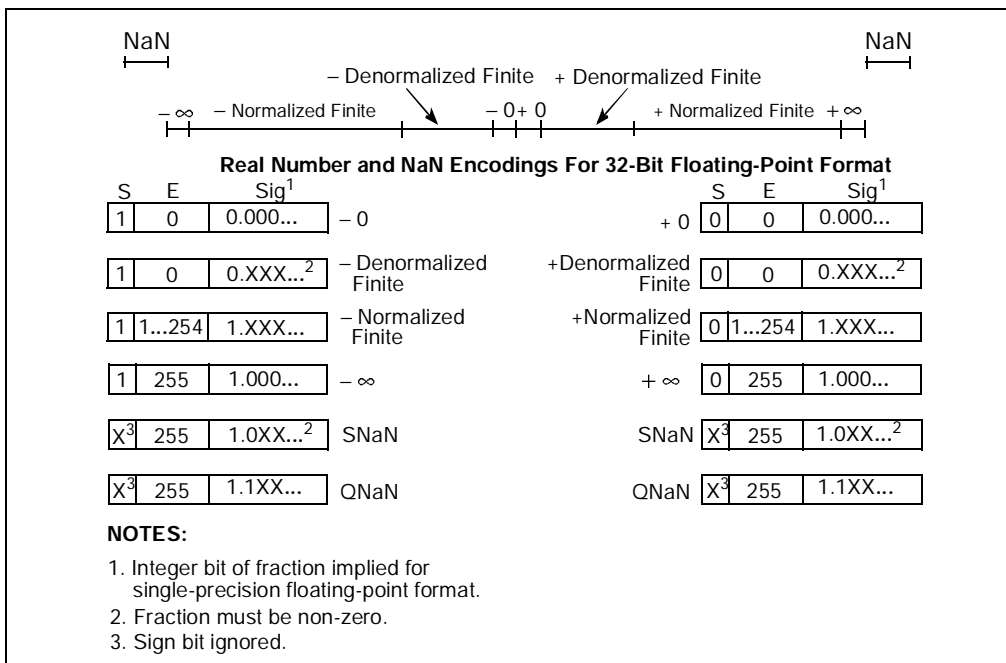 NaN NaN
– Denormalized Finite + Denormalized Finite
– ∞ – Normalized Finite – 0 + 0 + Normalized Finite + ∞
Real Number and NaN Encodings For 32-Bit Floating-Point Format
S E Sig1 S E Sig1
1 0 0.000... – 0 + 0 0 0 0.000...
1 0 0.XXX...2 – Denormalized Finite +Denormalized Finite 0 0 0.XXX...2
1 1...254 1.XXX... – Normalized Finite +Normalized Finite 0 1...254 1.XXX...
1 255 1.000... – ∞ + ∞ 0 255 1.000...
X3 255 1.0XX...2 SNaN SNaN X3 255 1.0XX...2
X3 255 1.1XX... QNaN QNaN X3 255 1.1XX...
NOTES:
1. Integer bit of fraction implied for
single-precision floating-point format.
2. Fraction must be non-zero.
3. Sign bit ignored.